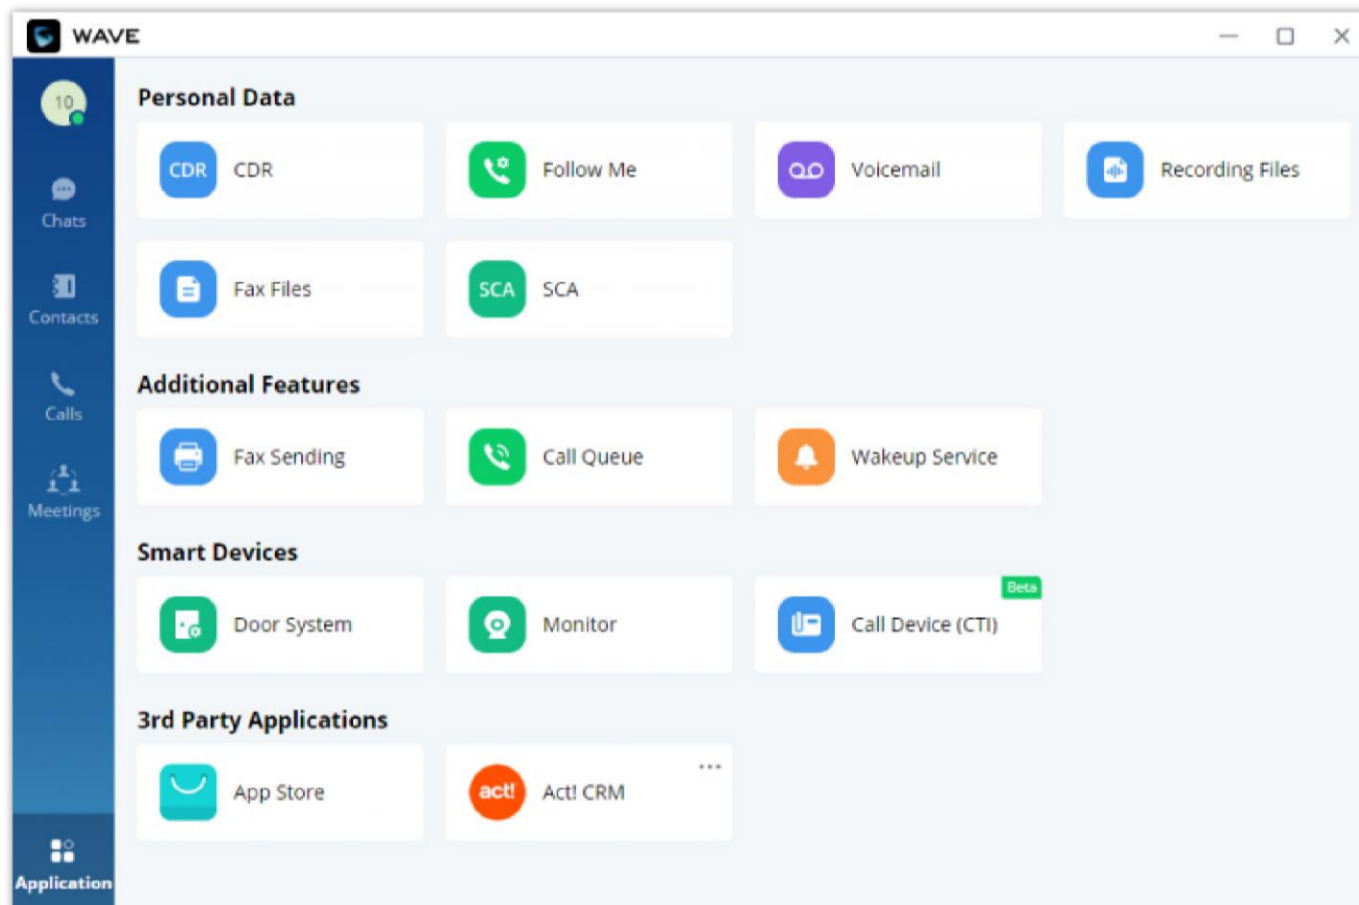 WAVE
10
Chats
Contacts
Calls
Meetings
Application
Personal Data
CDR CDR
Follow Me
Voicemail
Recording Files
Fax Files
SCA SCA
Additional Features
Fax Sending
Call Queue
Wakeup Service
Smart Devices
Door System
Monitor
Beta
Call Device (CTI)
3rd Party Applications
App Store
act! Act! CRM